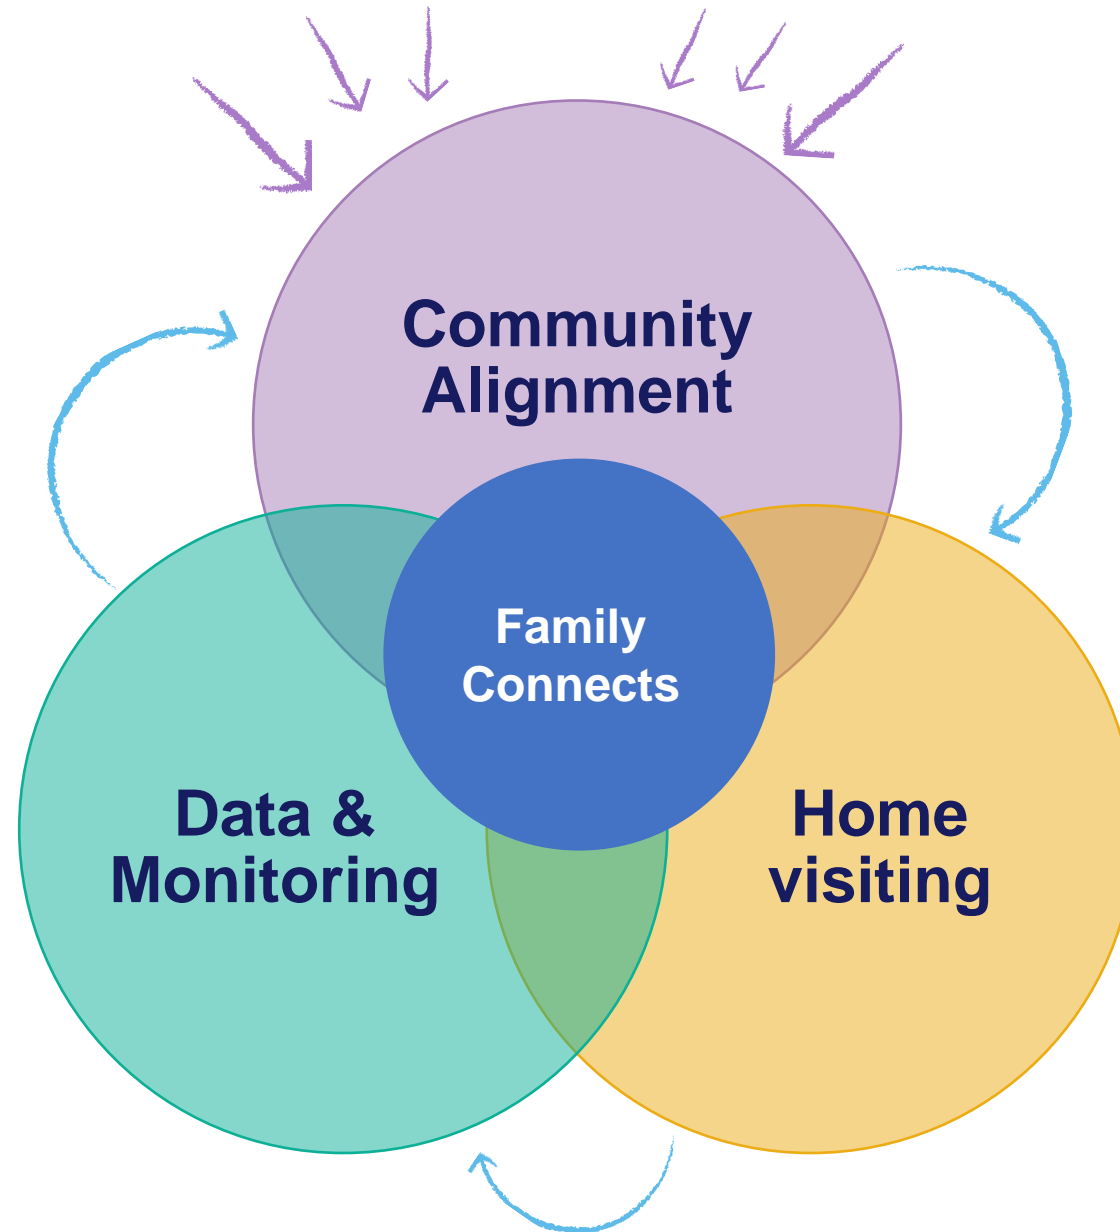 Community
Alignment
Family
Connects
Data &
Monitoring
Home
visiting